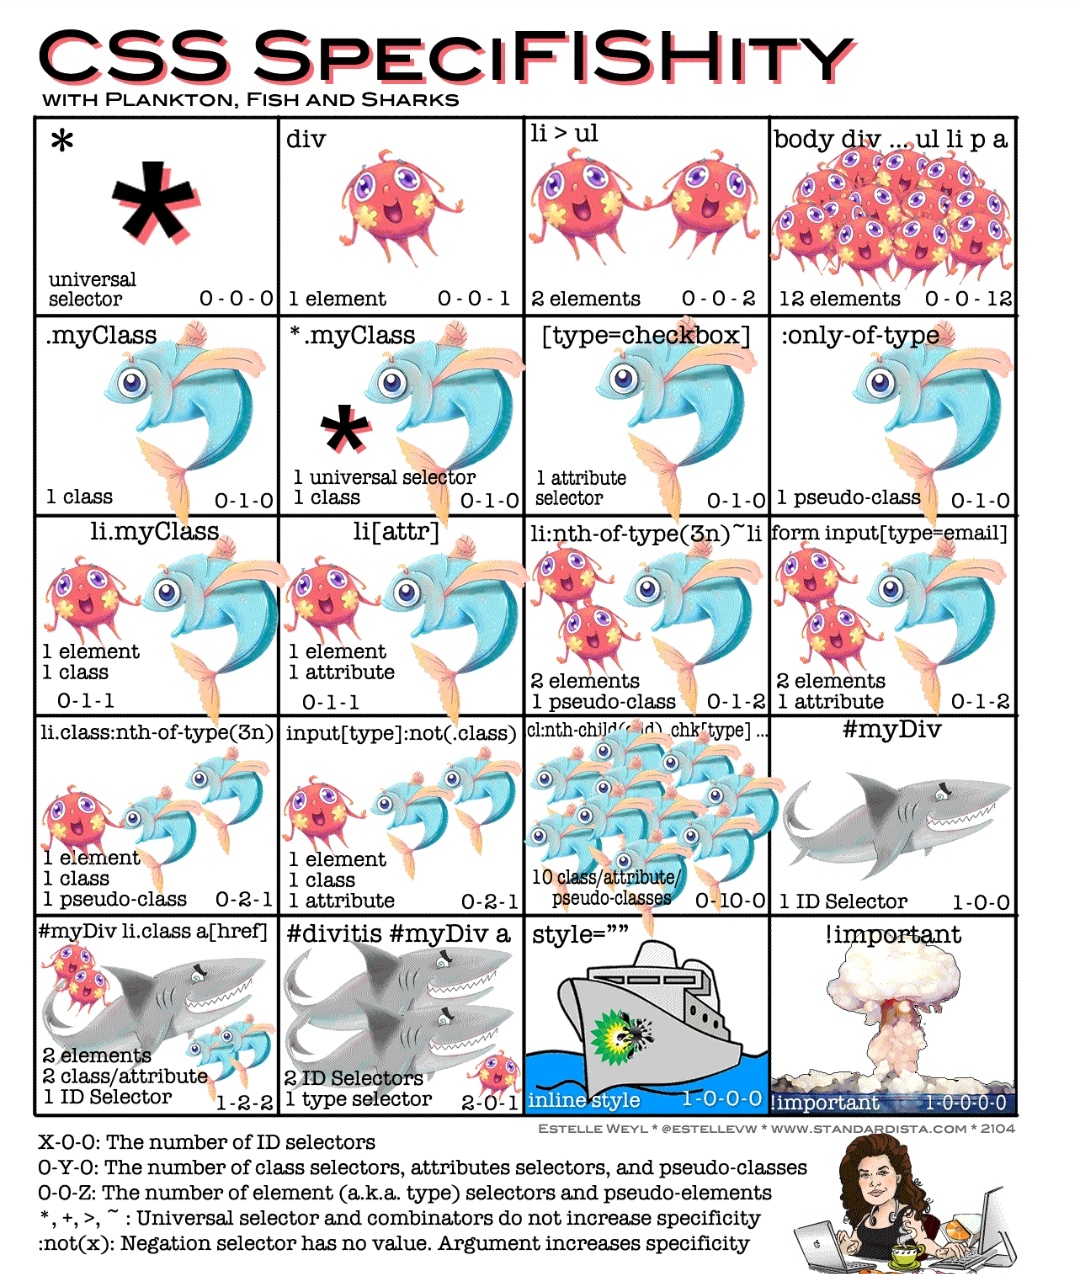 CSS SpeciFISHity
with Plankton, Fish and Sharks
*
*
universal
selector 0-0-0
div
1 element 0-0-1
li > ul
2 elements 0-0-2
body div ... ul li p a
12 elements 0-0-12
.myClass
1 class 0-1-0
*.myClass
*
1 universal selector
1 class 0-1-0
[type=checkbox]
1 attribute
selector 0-1-0
:only-of-type
1 pseudo-class 0-1-0
li.myClass
1 element
1 class
0-1-1
li[attr]
1 element
1 attribute
0-1-1
li:nth-of-type(3n)~li
2 elements
1 pseudo-class 0-1-2
form input[type=email]
2 elements
1 attribute 0-1-2
li.class:nth-of-type(3n)
1 element
1 class
1 pseudo-class 0-2-1
input[type]:not(.class)
1 element
1 class
1 attribute 0-2-1
.chk[type] ...
10 class/attribute/
pseudo-classes 0-10-0
#myDiv
1 ID Selector 1-0-0
#myDiv li.class a[href]
2 elements
2 class/attribute
1 ID Selector 1-2-2
#divitis #myDiv a
2 ID Selectors
1 type selector 2-0-1
style=””
inline style 1-0-0-0
!important
!important 1-0-0-0-0
Estelle Weyl * @estellevw * www.standardista.com * 2104
X-0-0: The number of ID selectors
0-Y-0: The number of class selectors, attributes selectors, and pseudo-classes
0-0-Z: The number of element (a.k.a. type) selectors and pseudo-elements
*, +, >, ~ : Universal selector and combinators do not increase specificity
:not(x): Negation selector has no value. Argument increases specificity